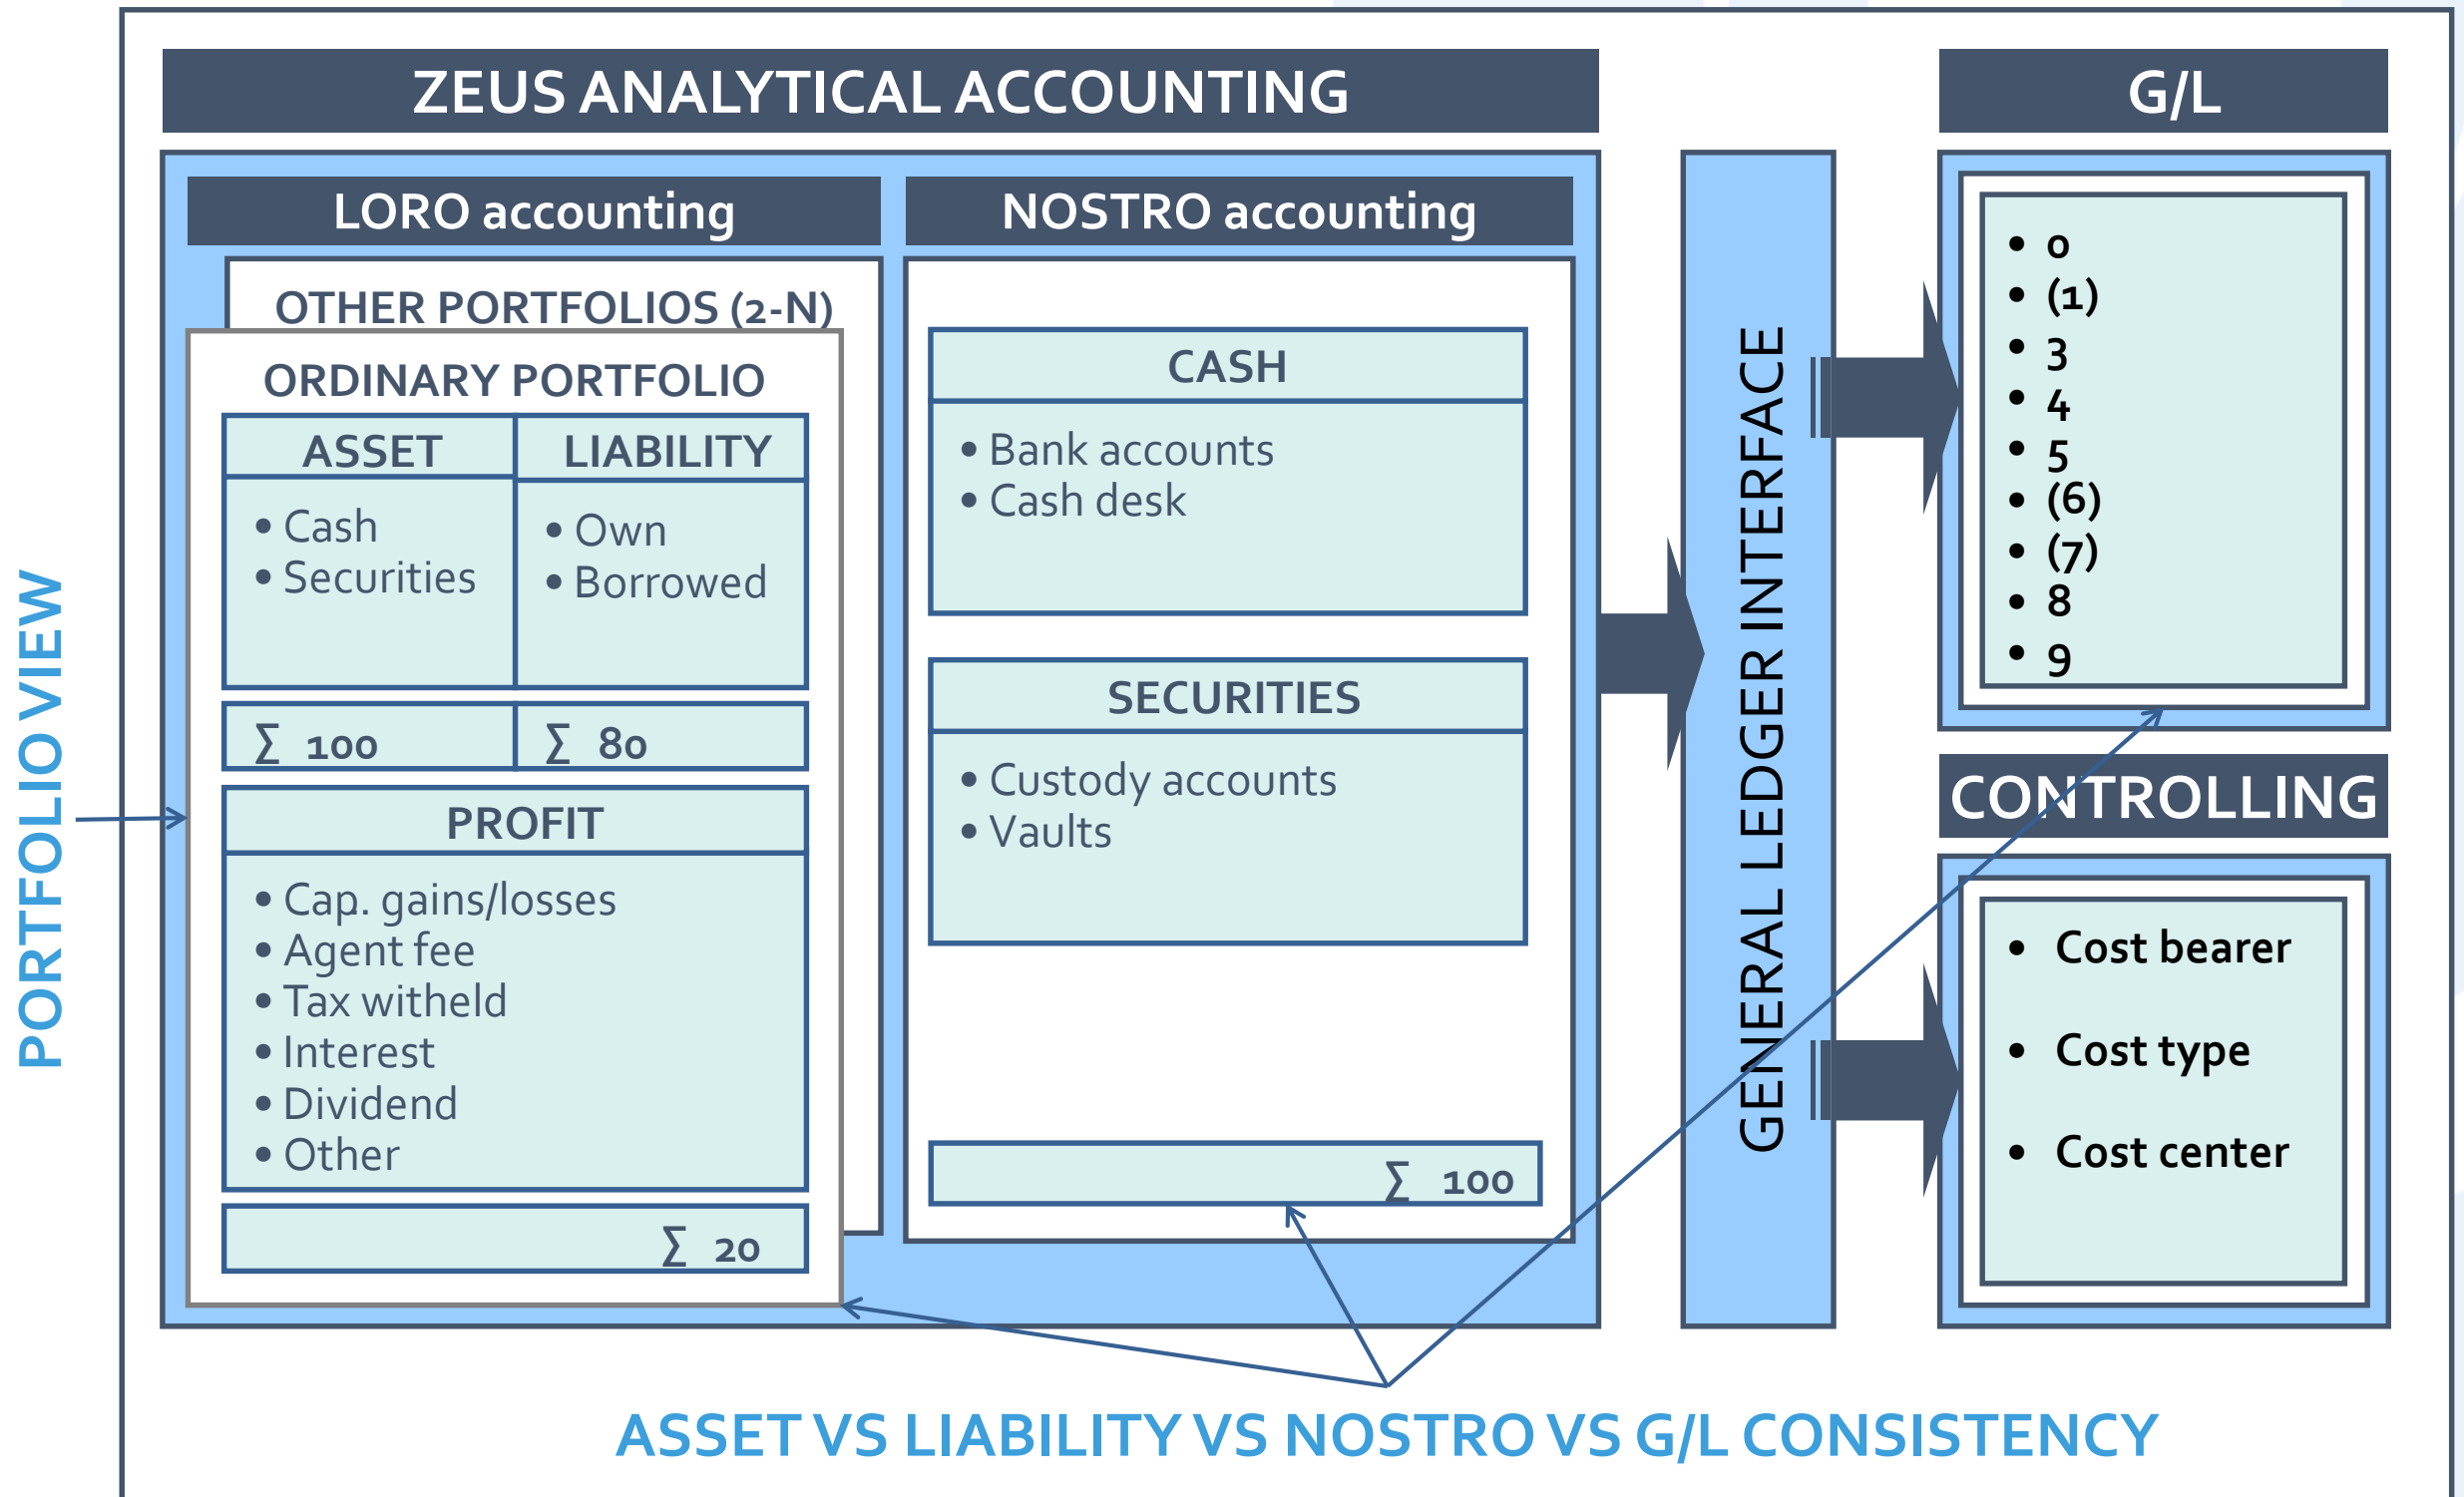 ZEUS ANALYTICAL ACCOUNTING
LORO accounting
OTHER PORTFOLIOS (2-N)
ORDINARY PORTFOLIO
ASSET
• Cash
• Securities
LIABILITY
• Own
• Borrowed
∑ 100
∑ 80
PROFIT
• Cap. gains/losses
• Agent fee
• Tax witheld
• Interest
• Dividend
• Other
∑ 20
NOSTRO accounting
CASH
• Bank accounts
• Cash desk
SECURITIES
• Custody accounts
• Vaults
∑ 100
GENERAL LEDGER INTERFACE
G/L
• 0
• (1)
• 3
• 4
• 5
• (6)
• (7)
• 8
• 9
CONTROLLING
• Cost bearer
• Cost type
• Cost center
PORTFOLIO VIEW
ASSET VS LIABILITY VS NOSTRO VS G/L CONSISTENCY